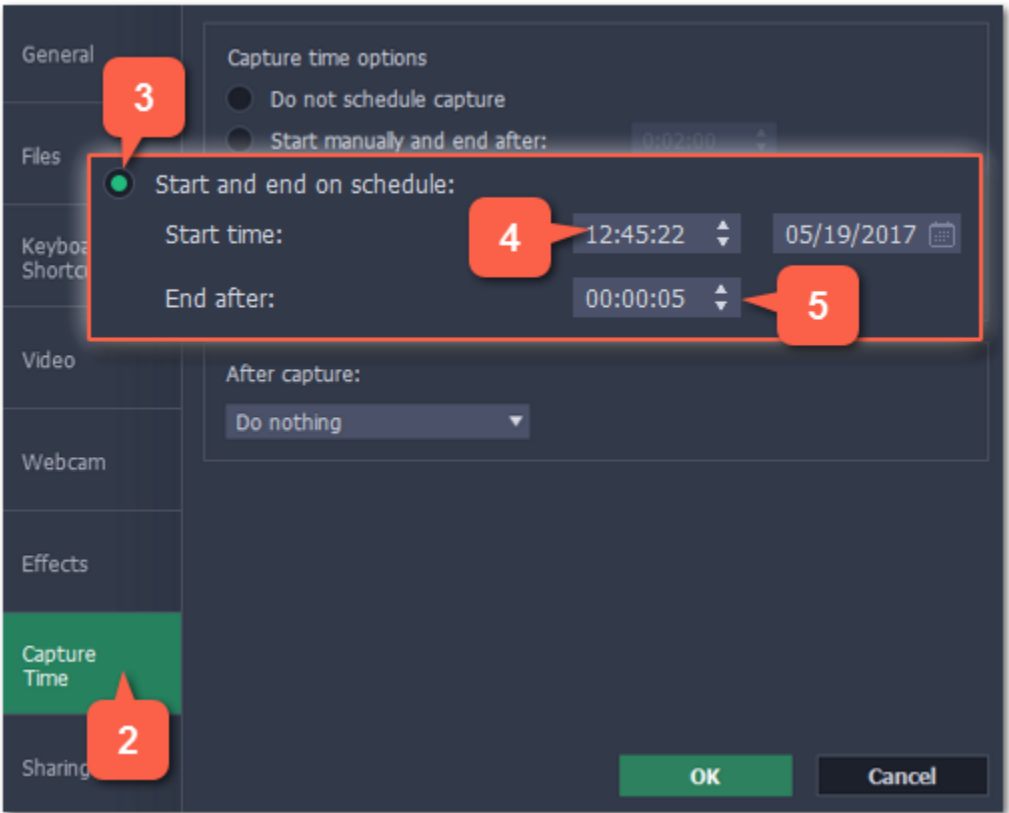 General
Files
Keyboa
Shortc
Video
Webcam
Effects
Capture
Time
Sharing
2
Capture time options
Do not schedule capture
Start manually and end after: 0:02:00
3
Start and end on schedule:
Start time: 4 12:45:22 05/19/2017
End after: 00:00:05 5
After capture:
Do nothing
OK Cancel